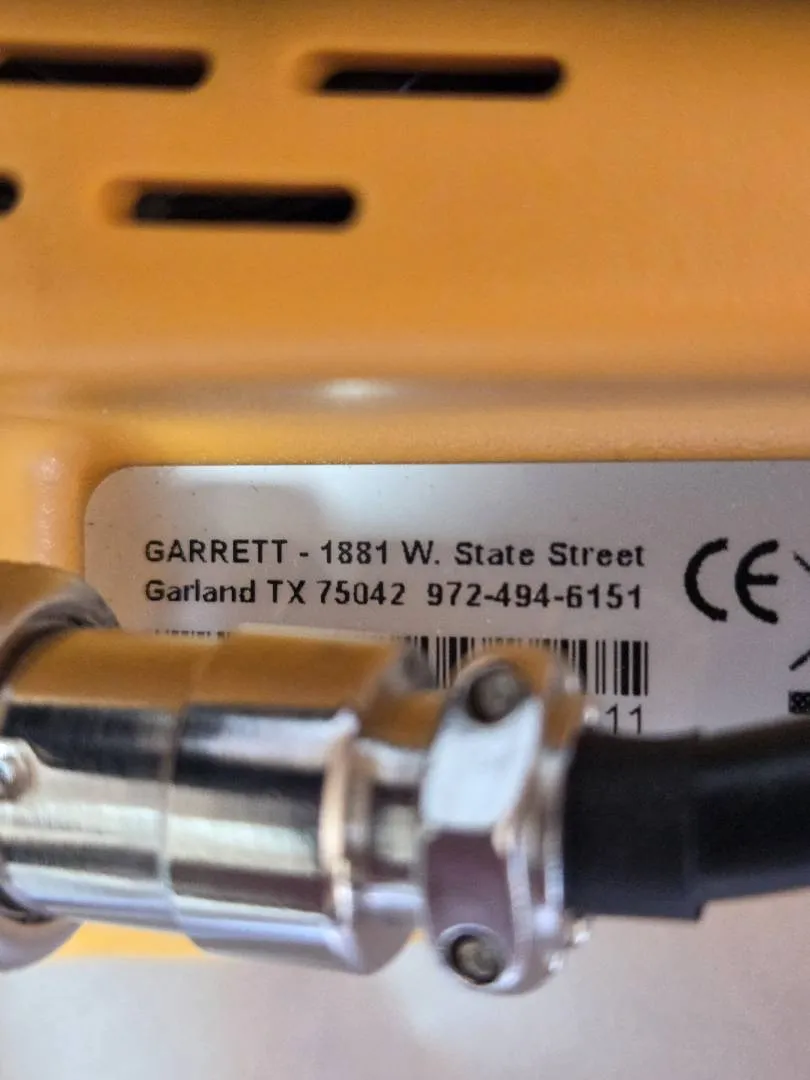 GARRETT - 1881 W. State Street
Garland TX 75042 972-494-6151
CE
11